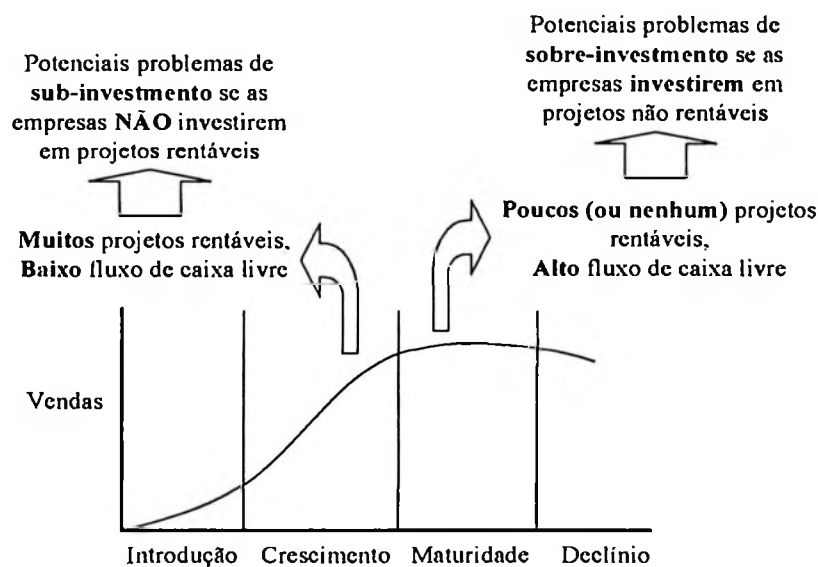 Potenciais problemas de
sub-investmento se as
empresas NÃO investirem
em projetos rentáveis
Potenciais problemas de
sobre-investmento se as
empresas investirem em
projetos não rentáveis
Muitos projetos rentáveis,
Baixo fluxo de caixa livre
Poucos (ou nenhum) projetos
rentáveis,
Alto fluxo de caixa livre
Vendas
Introdução Crescimento Maturidade Declínio